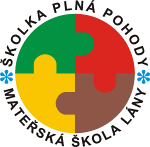 ŠKOLKA PLNÁ POHODY
MATEŘSKÁ ŠKOLA LÁNY